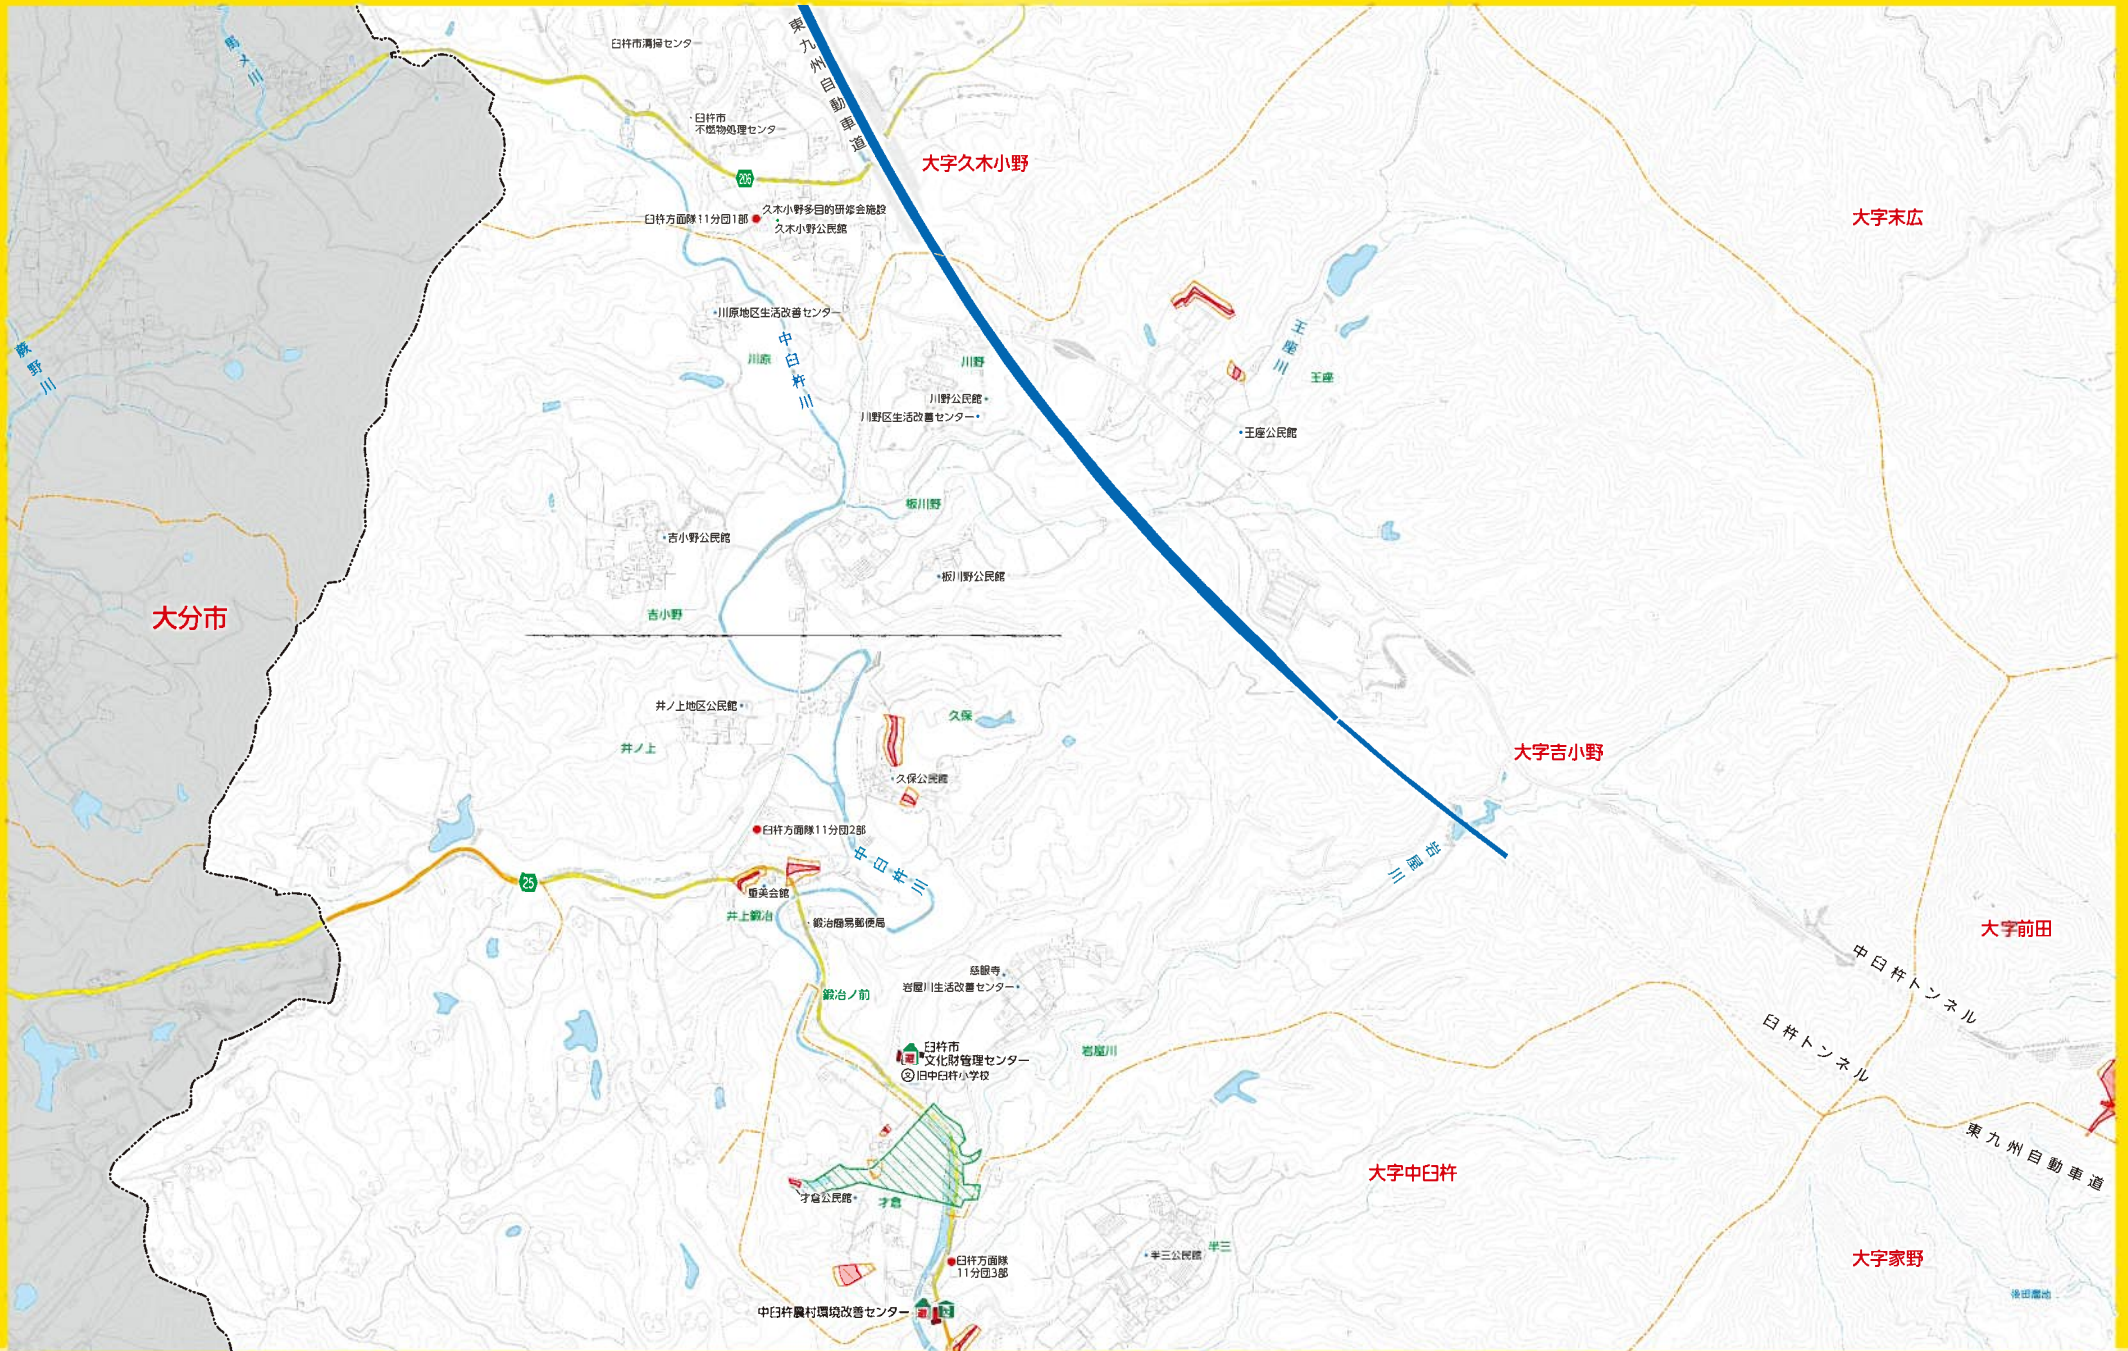 馬メ川
臼杵市清掃センタ
東九州自動車道
臼杵市
不燃物処理センタ
大字久木小野
206
大字末広
臼杵方面隊11分団1部
久木小野多目的研修会施設
久木小野公民館
川原地区生活改善センター
中臼杵川
王座川
蕨野川
川原
川野
王座
川野公民館
川野区生活改善センター
王座公民館
板川野
吉小野公民館
板川野公民館
大分市
吉小野
井ノ上地区公民館
久保
井ノ上
大字吉小野
久保公民館
臼杵方面隊11分団2部
中臼杵川
岩屋川
25
重美会館
井上鍛冶
鍛冶簡易郵便局
大字前田
中臼杵トンネル
慈眼寺
岩屋川生活改善センター
鍛冶ノ前
臼杵トンネル
臼杵市
文化財管理センター
岩屋川
文
旧中臼杵小学校
東九州自動車道
大字中臼杵
才倉公民館
才倉
半三公民館
半三
臼杵方面隊
11分団3部
大字家野
中臼杵農村環境改善センター